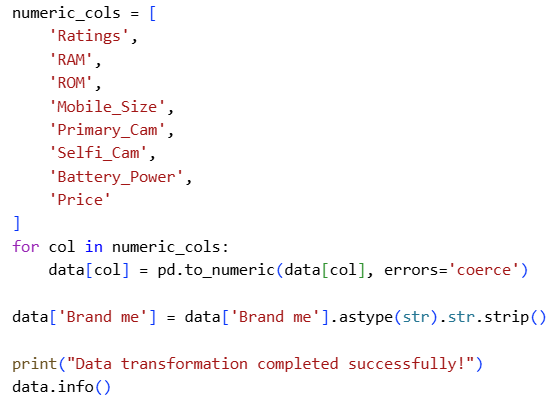 numeric_cols = [
    'Ratings',
    'RAM',
    'ROM',
    'Mobile_Size',
    'Primary_Cam',
    'Selfi_Cam',
    'Battery_Power',
    'Price'
]
for col in numeric_cols:
    data[col] = pd.to_numeric(data[col], errors='coerce')

data['Brand me'] = data['Brand me'].astype(str).str.strip()

print("Data transformation completed successfully!")
data.info()